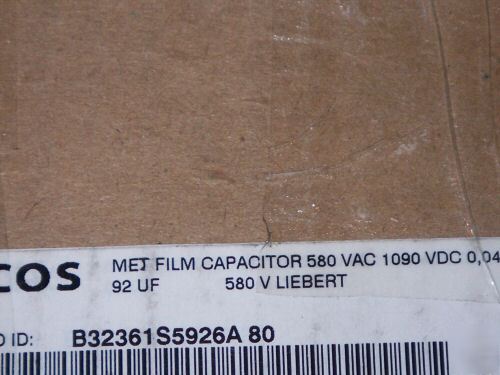 COS
MET FILM CAPACITOR 580 VAC 1090 VDC 0,04
92 UF 580 V LIEBERT
D ID: B32361S5926A 80